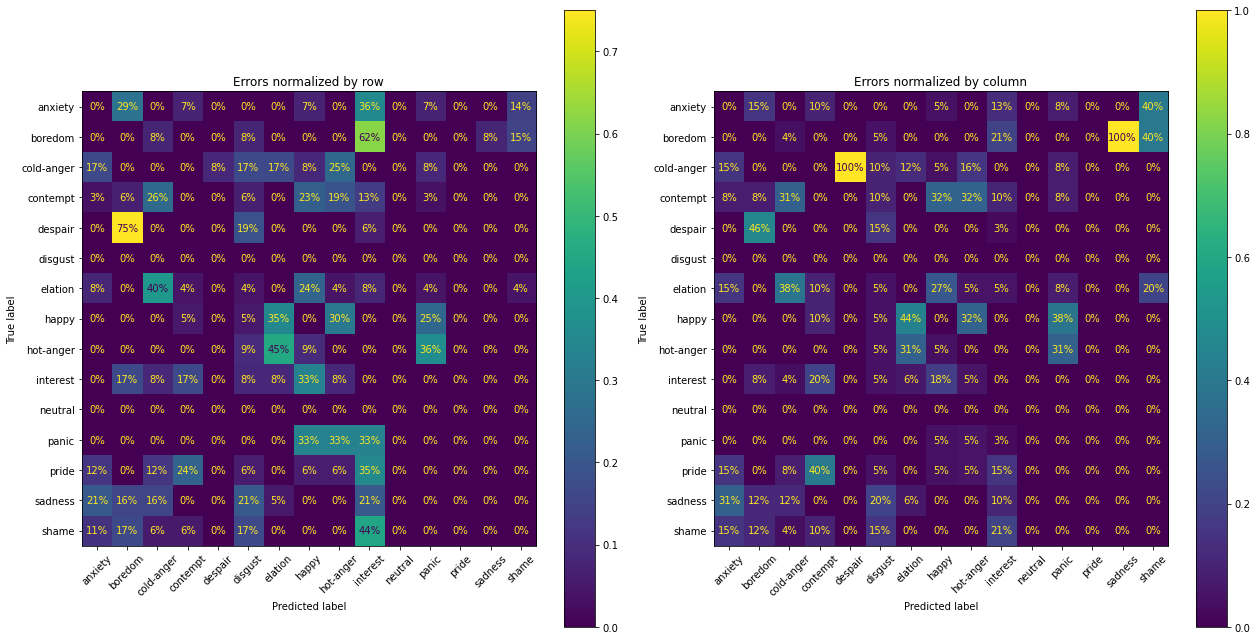 Errors normalized by row
anxiety 0% 29% 0% 7% 0% 0% 0% 7% 0% 36% 0% 7% 0% 0% 14%
boredom 0% 0% 8% 0% 0% 8% 0% 0% 0% 62% 0% 0% 0% 8% 15%
cold-anger 17% 0% 0% 0% 8% 17% 17% 8% 25% 0% 0% 8% 0% 0% 0%
contempt 3% 6% 26% 0% 0% 6% 0% 23% 19% 13% 0% 3% 0% 0% 0%
despair 0% 75% 0% 0% 0% 19% 0% 0% 0% 6% 0% 0% 0% 0% 0%
disgust 0% 0% 0% 0% 0% 0% 0% 0% 0% 0% 0% 0% 0% 0% 0%
elation 8% 0% 40% 4% 0% 4% 0% 24% 4% 8% 0% 4% 0% 0% 4%
happy 0% 0% 0% 5% 0% 5% 35% 0% 30% 0% 0% 25% 0% 0% 0%
hot-anger 0% 0% 0% 0% 0% 9% 45% 9% 0% 0% 0% 36% 0% 0% 0%
interest 0% 17% 8% 17% 0% 8% 8% 33% 8% 0% 0% 0% 0% 0% 0%
neutral 0% 0% 0% 0% 0% 0% 0% 0% 0% 0% 0% 0% 0% 0% 0%
panic 0% 0% 0% 0% 0% 0% 0% 33% 33% 33% 0% 0% 0% 0% 0%
pride 12% 0% 12% 24% 0% 6% 0% 6% 6% 35% 0% 0% 0% 0% 0%
sadness 21% 16% 16% 0% 0% 21% 5% 0% 0% 21% 0% 0% 0% 0% 0%
shame 11% 17% 6% 6% 0% 17% 0% 0% 0% 44% 0% 0% 0% 0% 0%
anxiety boredom cold-anger contempt despair disgust elation happy hot-anger interest neutral panic pride sadness shame
Predicted label
True label
0.7
0.6
0.5
0.4
0.3
0.2
0.1
0.0
Errors normalized by column
anxiety 0% 15% 0% 10% 0% 0% 0% 5% 0% 13% 0% 8% 0% 0% 40%
boredom 0% 0% 4% 0% 0% 5% 0% 0% 0% 21% 0% 0% 0% 100% 40%
cold-anger 15% 0% 0% 0% 100% 10% 12% 5% 16% 0% 0% 8% 0% 0% 0%
contempt 8% 8% 31% 0% 0% 10% 0% 32% 32% 10% 0% 8% 0% 0% 0%
despair 0% 46% 0% 0% 0% 15% 0% 0% 0% 3% 0% 0% 0% 0% 0%
disgust 0% 0% 0% 0% 0% 0% 0% 0% 0% 0% 0% 0% 0% 0% 0%
elation 15% 0% 38% 10% 0% 5% 0% 27% 5% 5% 0% 8% 0% 0% 20%
happy 0% 0% 0% 10% 0% 5% 44% 0% 32% 0% 0% 38% 0% 0% 0%
hot-anger 0% 0% 0% 0% 0% 5% 31% 5% 0% 0% 0% 31% 0% 0% 0%
interest 0% 8% 4% 20% 0% 5% 6% 18% 5% 0% 0% 0% 0% 0% 0%
neutral 0% 0% 0% 0% 0% 0% 0% 0% 0% 0% 0% 0% 0% 0% 0%
panic 0% 0% 0% 0% 0% 0% 0% 5% 5% 3% 0% 0% 0% 0% 0%
pride 15% 0% 8% 40% 0% 5% 0% 5% 5% 15% 0% 0% 0% 0% 0%
sadness 31% 12% 12% 0% 0% 20% 6% 0% 0% 10% 0% 0% 0% 0% 0%
shame 15% 12% 4% 10% 0% 15% 0% 0% 0% 21% 0% 0% 0% 0% 0%
anxiety boredom cold-anger contempt despair disgust elation happy hot-anger interest neutral panic pride sadness shame
Predicted label
True label
1.0
0.8
0.6
0.4
0.2
0.0